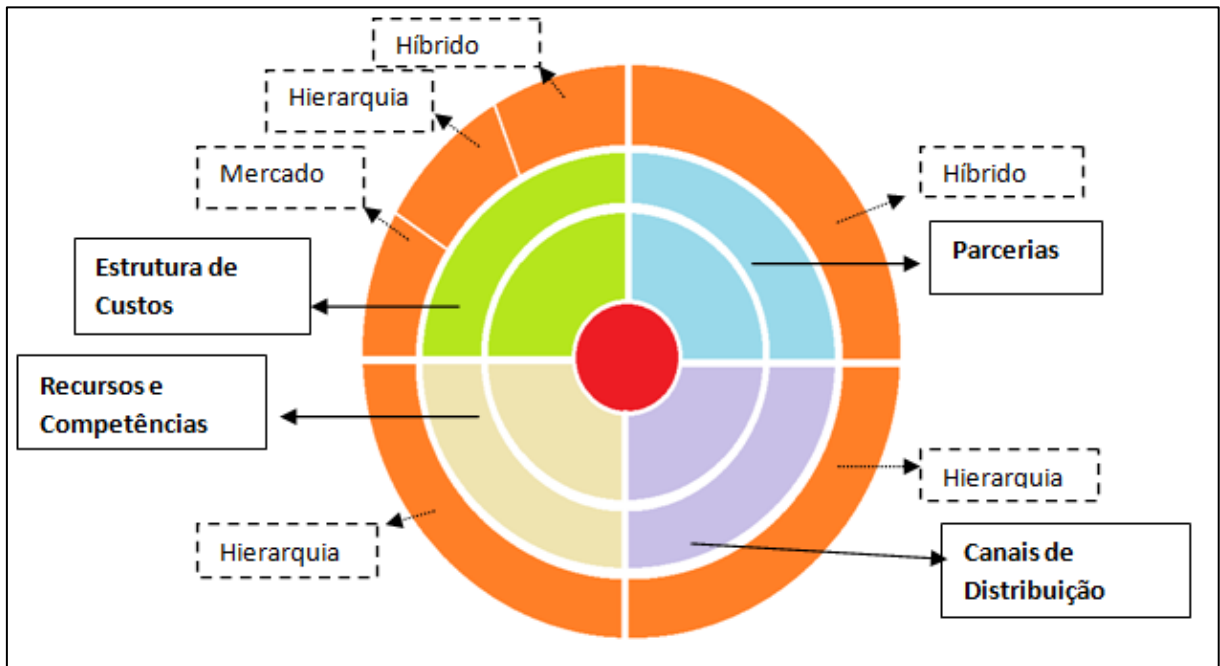 Híbrido
Hierarquia
Mercado
Híbrido
Parcerias
Estrutura de
Custos
Recursos e
Competências
Hierarquia
Hierarquia
Canais de
Distribuição